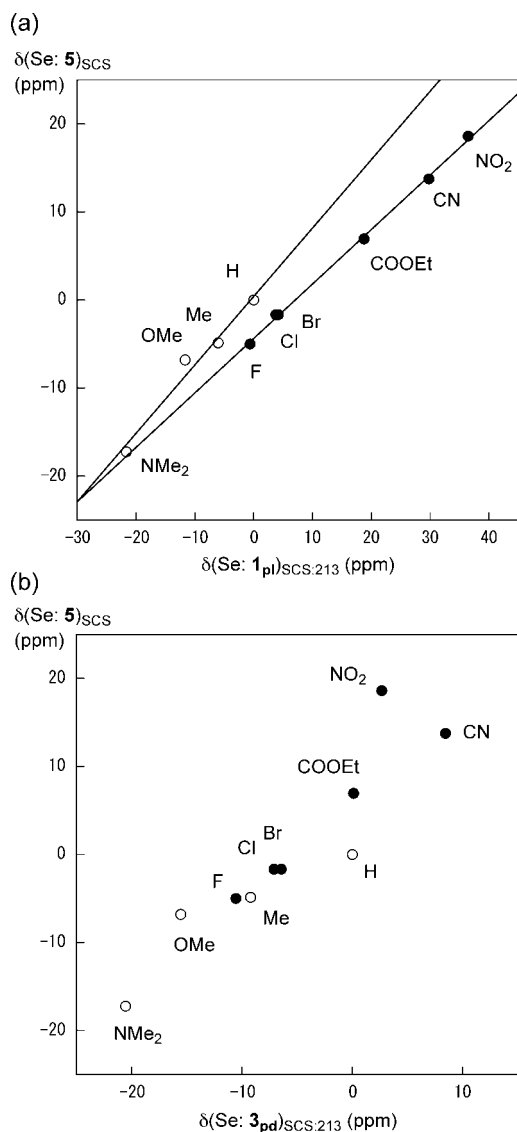 (a)
δ(Se: 5)SCS
(ppm)
20
10
0
−10
−20
NO2
CN
COOEt
H
Me
Br
OMe
Cl
F
NMe2
−30 −20 −10 0 10 20 30 40
δ(Se: 1pl)SCS:213 (ppm)
(b)
δ(Se: 5)SCS
(ppm)
20
10
0
−10
−20
NO2
CN
COOEt
Br
Cl
H
F
Me
OMe
NMe2
−20 −10 0 10
δ(Se: 3pd)SCS:213 (ppm)